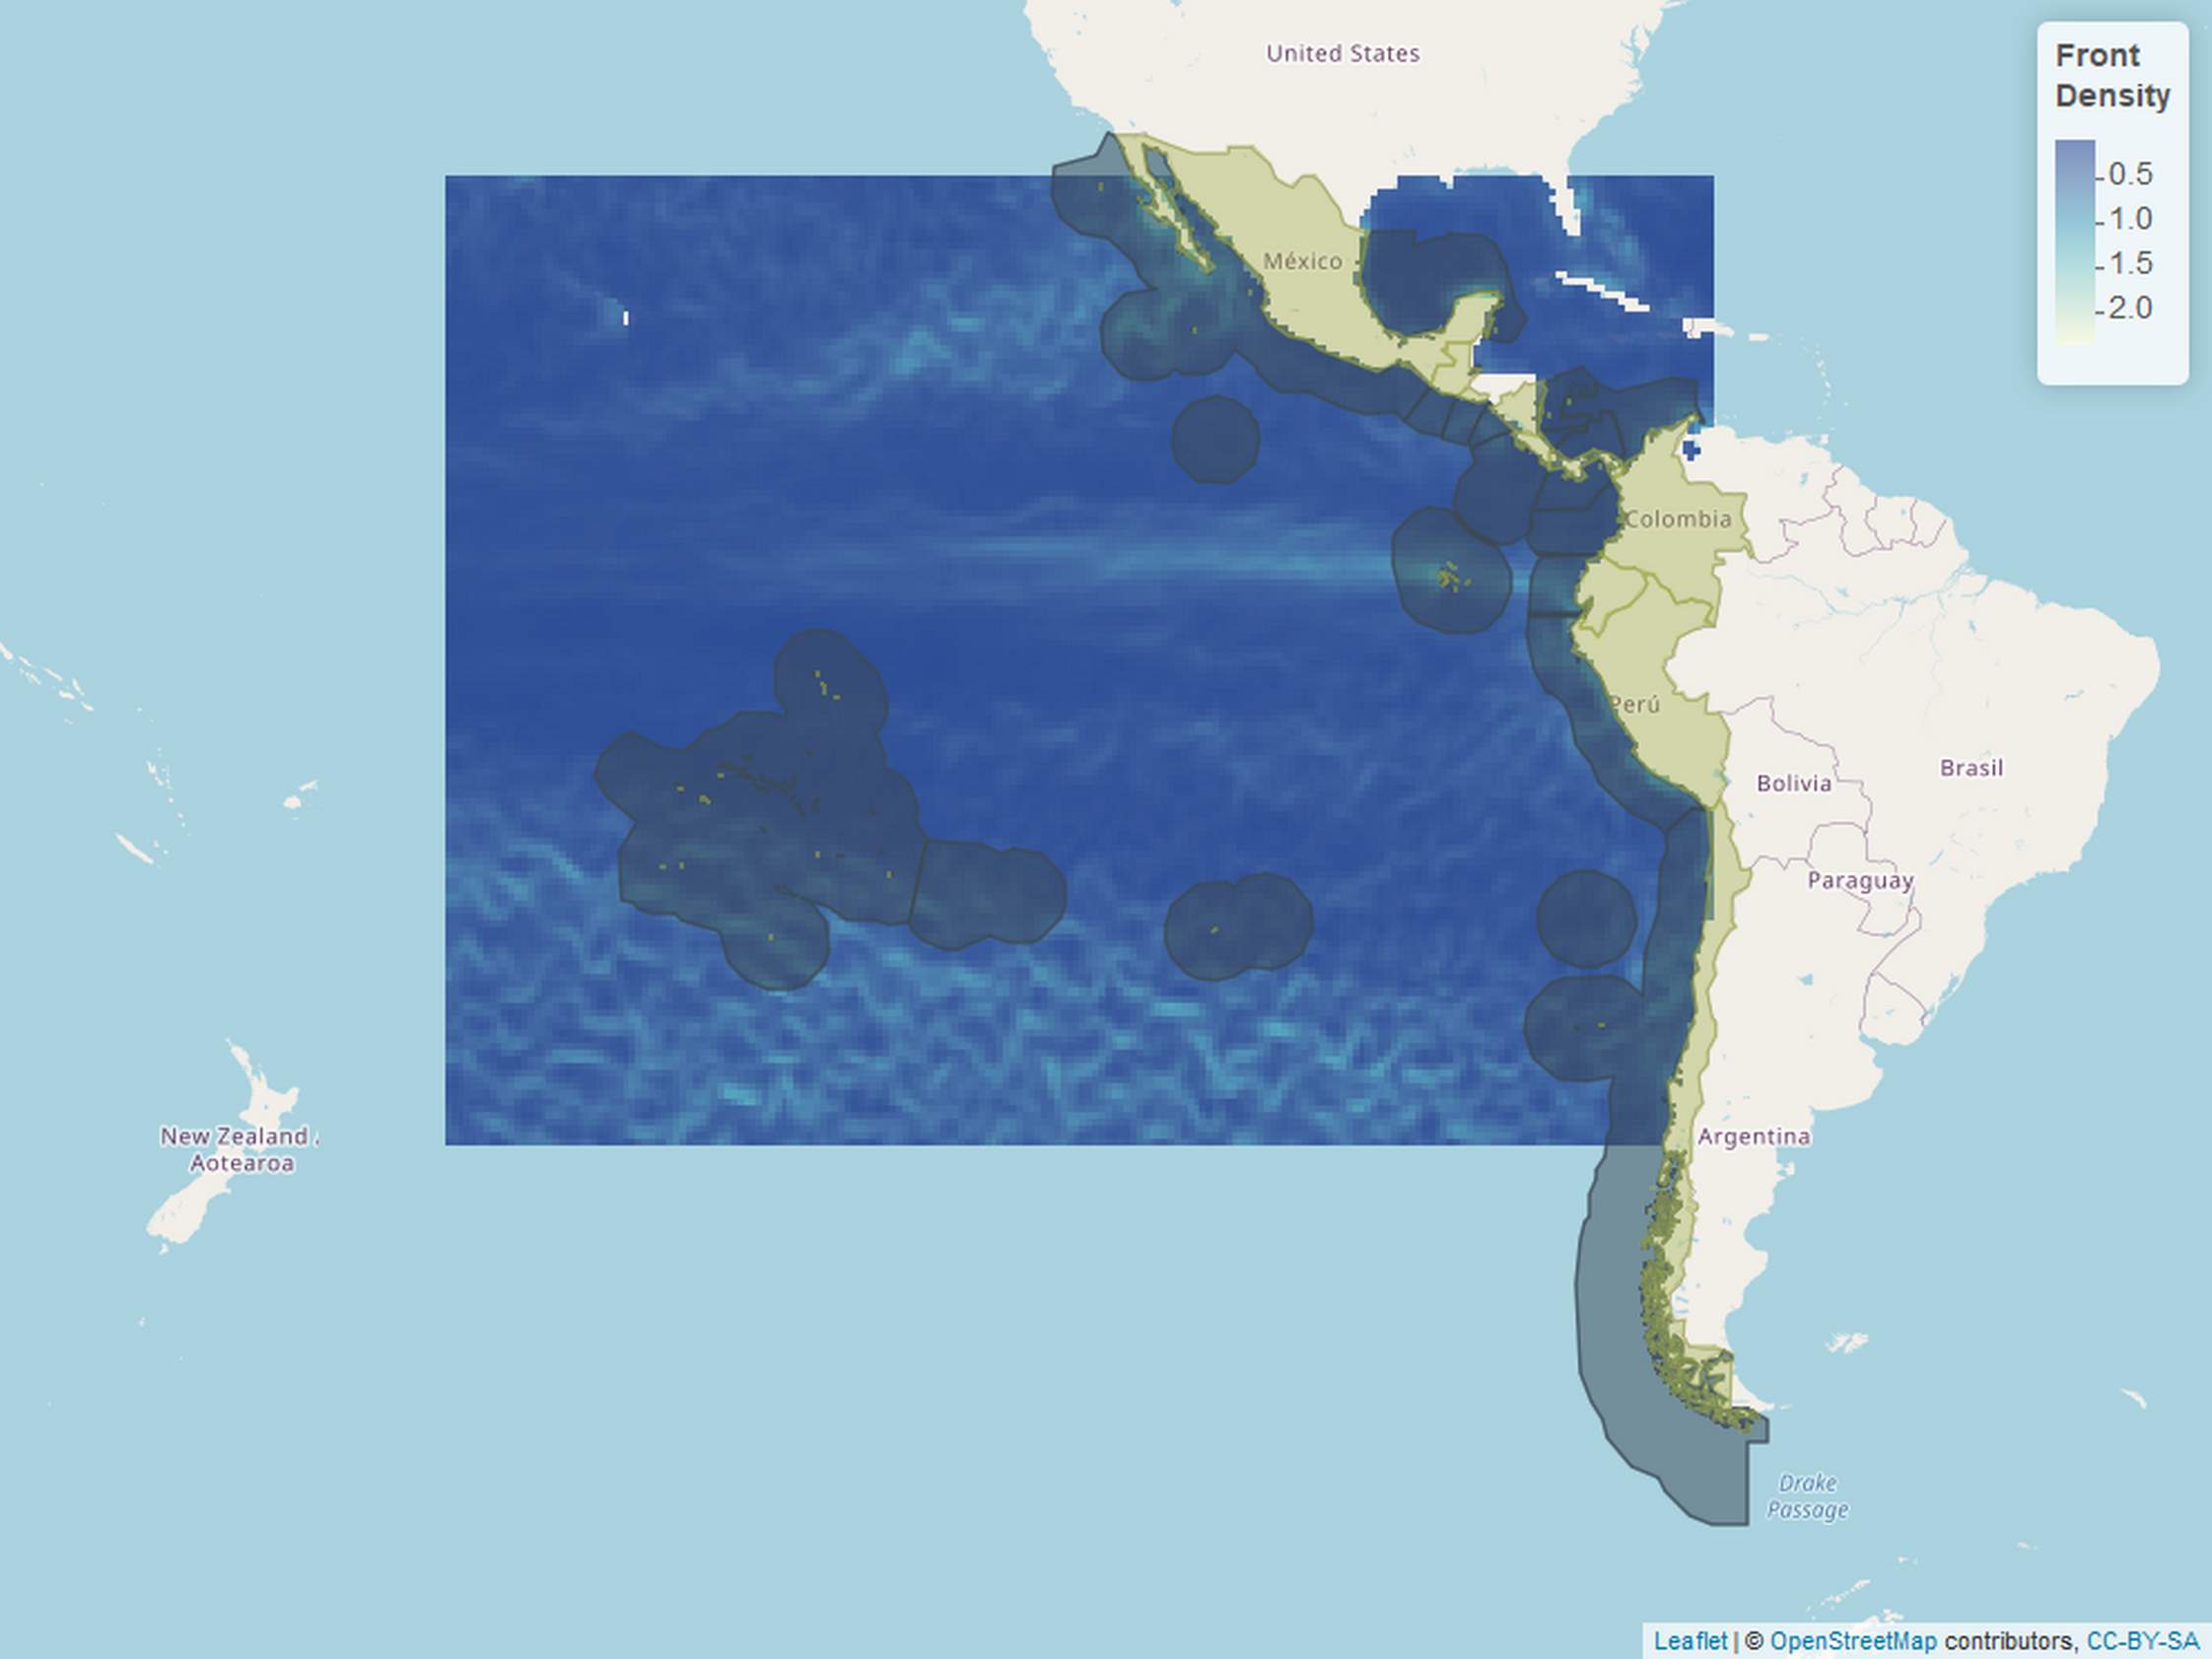 United States
Front
Density
0.5
1.0
1.5
2.0
México
Colombia
Perú
Bolivia
Brasil
Paraguay
New Zealand
Aotearoa
Argentina
Drake
Passage
Leaflet | © OpenStreetMap contributors, CC-BY-SA